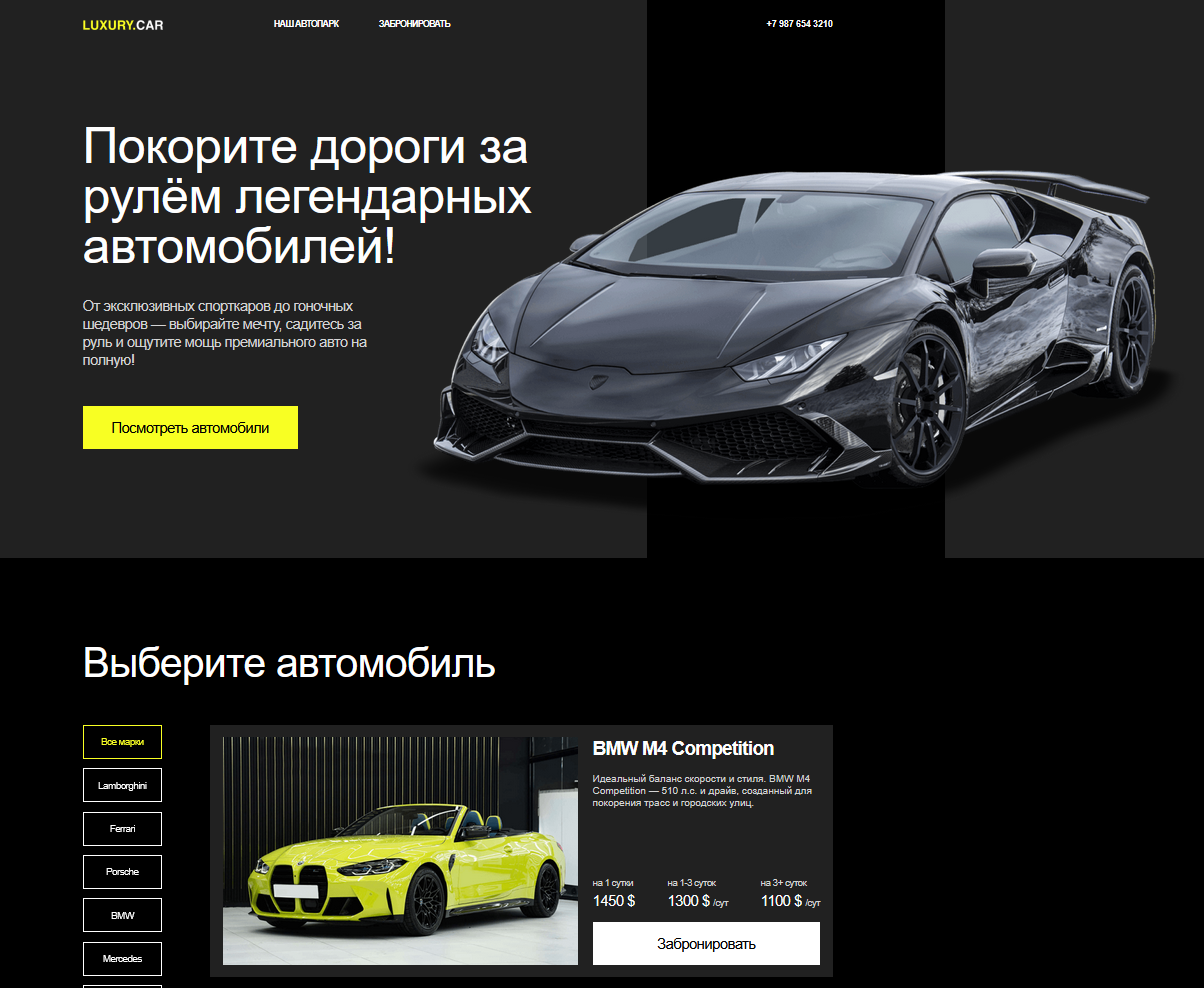 LUXURY.CAR
НАШ АВТОПАРК
ЗАБРОНИРОВАТЬ
+7 987 654 3210
Покорите дороги за
рулём легендарных
автомобилей!
От эксклюзивных спорткаров до гоночных
шедевров — выбирайте мечту, садитесь за
руль и ощутите мощь премиального авто на
полную!
Посмотреть автомобили
Выберите автомобиль
Все марки
Lamborghini
Ferrari
Porsche
BMW
Mercedes
BMW M4 Competition
Идеальный баланс скорости и стиля. BMW M4
Competition — 510 л.с. и драйв, созданный для
покорения трасс и городских улиц.
на 1 сутки
1450 $
на 1-3 суток
1300 $ /сут
на 3+ суток
1100 $ /сут
Забронировать